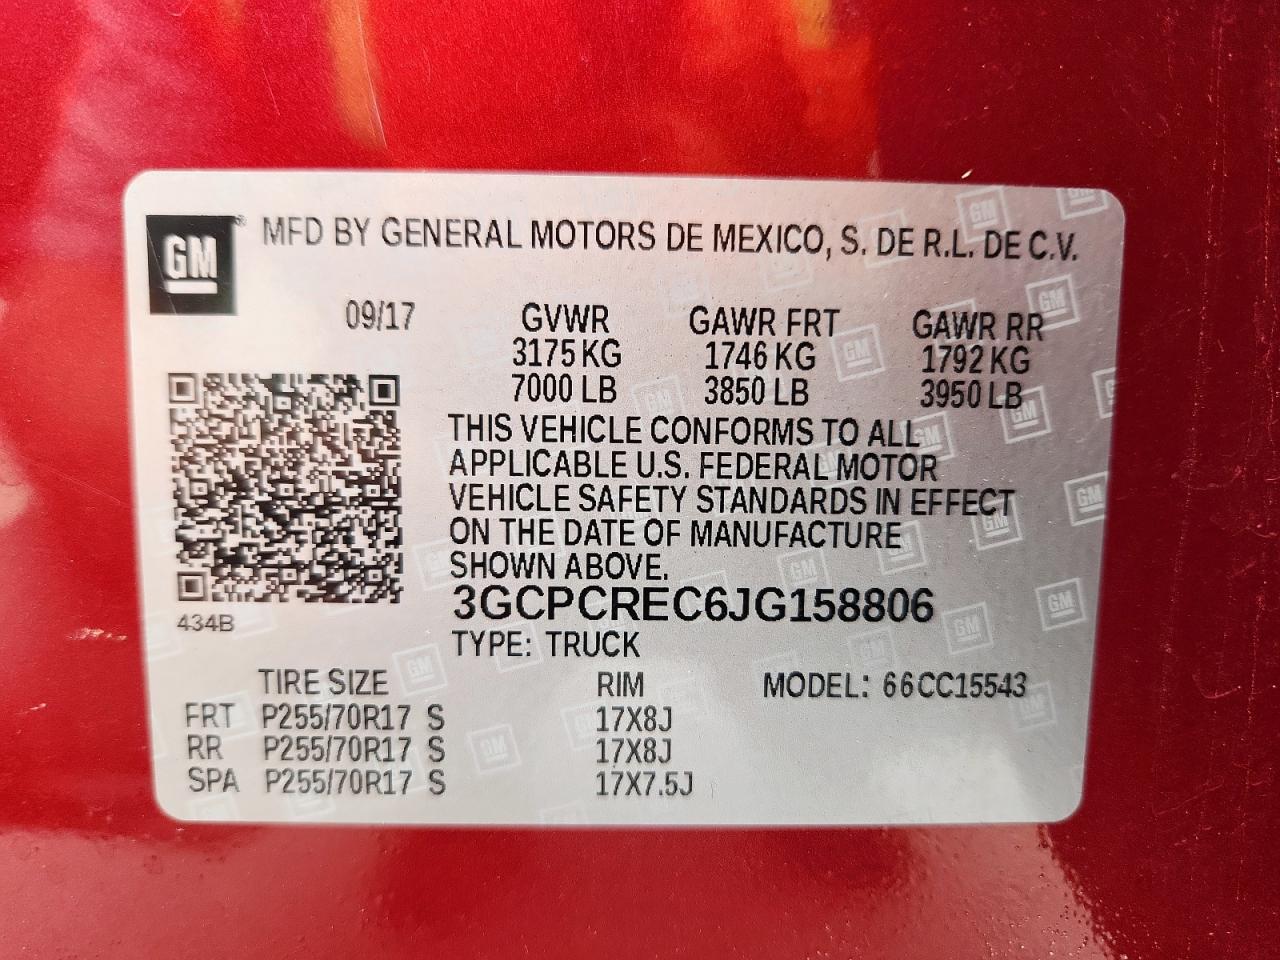 GM® MFD BY GENERAL MOTORS DE MEXICO, S. DE R.L. DE C.V.
09/17 GVWR GAWR FRT GAWR RR
3175 KG 1746 KG 1792 KG
7000 LB 3850 LB 3950 LB
THIS VEHICLE CONFORMS TO ALL
APPLICABLE U.S. FEDERAL MOTOR
VEHICLE SAFETY STANDARDS IN EFFECT
ON THE DATE OF MANUFACTURE
SHOWN ABOVE.
3GCPCREC6JG158806
434B
TYPE: TRUCK
TIRE SIZE RIM MODEL: 66CC15543
FRT P255/70R17 S 17X8J
RR P255/70R17 S 17X8J
SPA P255/70R17 S 17X7.5J